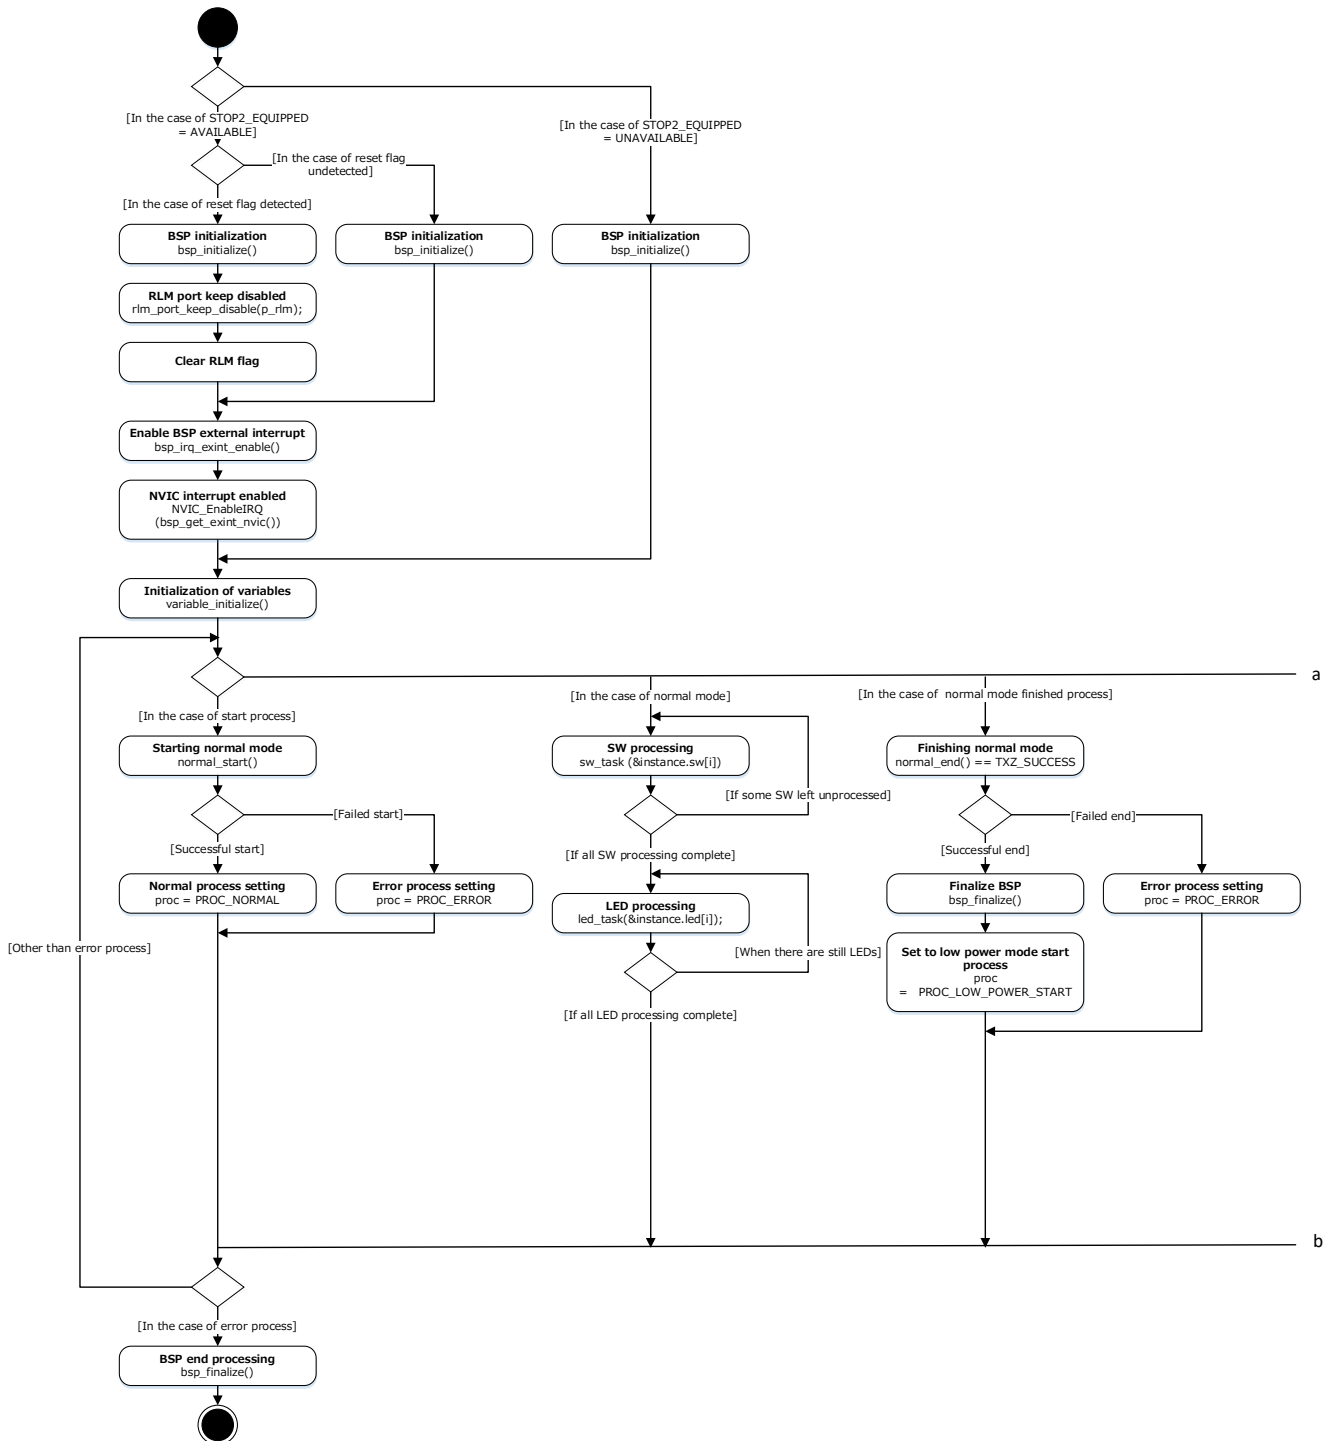 [In the case of STOP2_EQUIPPED
= AVAILABLE]
[In the case of STOP2_EQUIPPED
= UNAVAILABLE]
[In the case of reset flag
undetected]
[In the case of reset flag detected]
BSP initialization
bsp_initialize()
BSP initialization
bsp_initialize()
BSP initialization
bsp_initialize()
RLM port keep disabled
rlm_port_keep_disable(p_rlm);
Clear RLM flag
Enable BSP external interrupt
bsp_irq_exint_enable()
NVIC interrupt enabled
NVIC_EnableIRQ
(bsp_get_exint_nvic())
Initialization of variables
variable_initialize()
a
[In the case of start process]
[In the case of normal mode]
[In the case of  normal mode finished process]
Starting normal mode
normal_start()
SW processing
sw_task (&instance.sw[i])
Finishing normal mode
normal_end() == TXZ_SUCCESS
[If some SW left unprocessed]
[Failed start]
[Failed end]
[Successful start]
[If all SW processing complete]
[Successful end]
Normal process setting
proc = PROC_NORMAL
Error process setting
proc = PROC_ERROR
LED processing
led_task(&instance.led[i]);
Finalize BSP
bsp_finalize()
Error process setting
proc = PROC_ERROR
[Other than error process]
[When there are still LEDs]
Set to low power mode start
process
proc
=   PROC_LOW_POWER_START
[If all LED processing complete]
b
[In the case of error process]
BSP end processing
bsp_finalize()